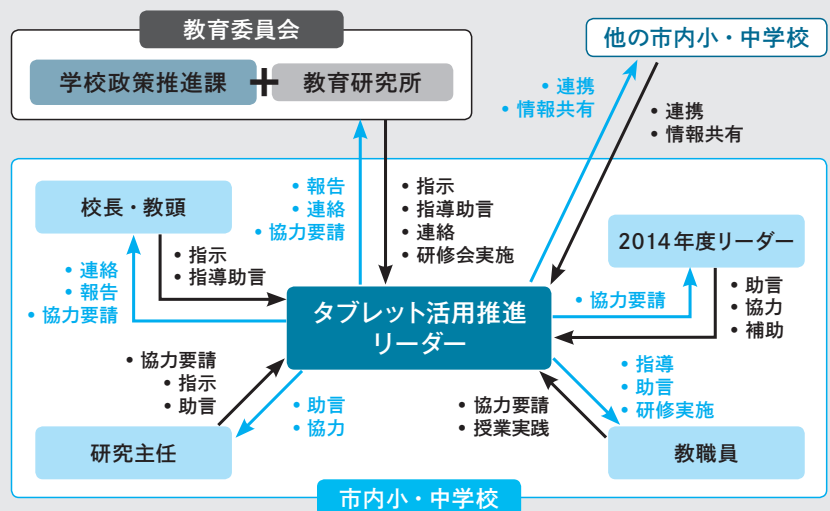 教育委員会
学校政策推進課
+
教育研究所
他の市内小・中学校
• 連携
• 情報共有
• 連携
• 情報共有
• 報告
• 連絡
• 協力要請
• 指示
• 指導助言
• 連絡
• 研修会実施
校長・教頭
• 指示
• 指導助言
• 連絡
• 報告
• 協力要請
2014年度リーダー
• 協力要請
• 助言
• 協力
• 補助
タブレット活用推進
リーダー
• 協力要請
• 指示
• 助言
• 助言
• 協力
• 協力要請
• 授業実践
• 指導
• 助言
• 研修実施
研究主任
教職員
市内小・中学校